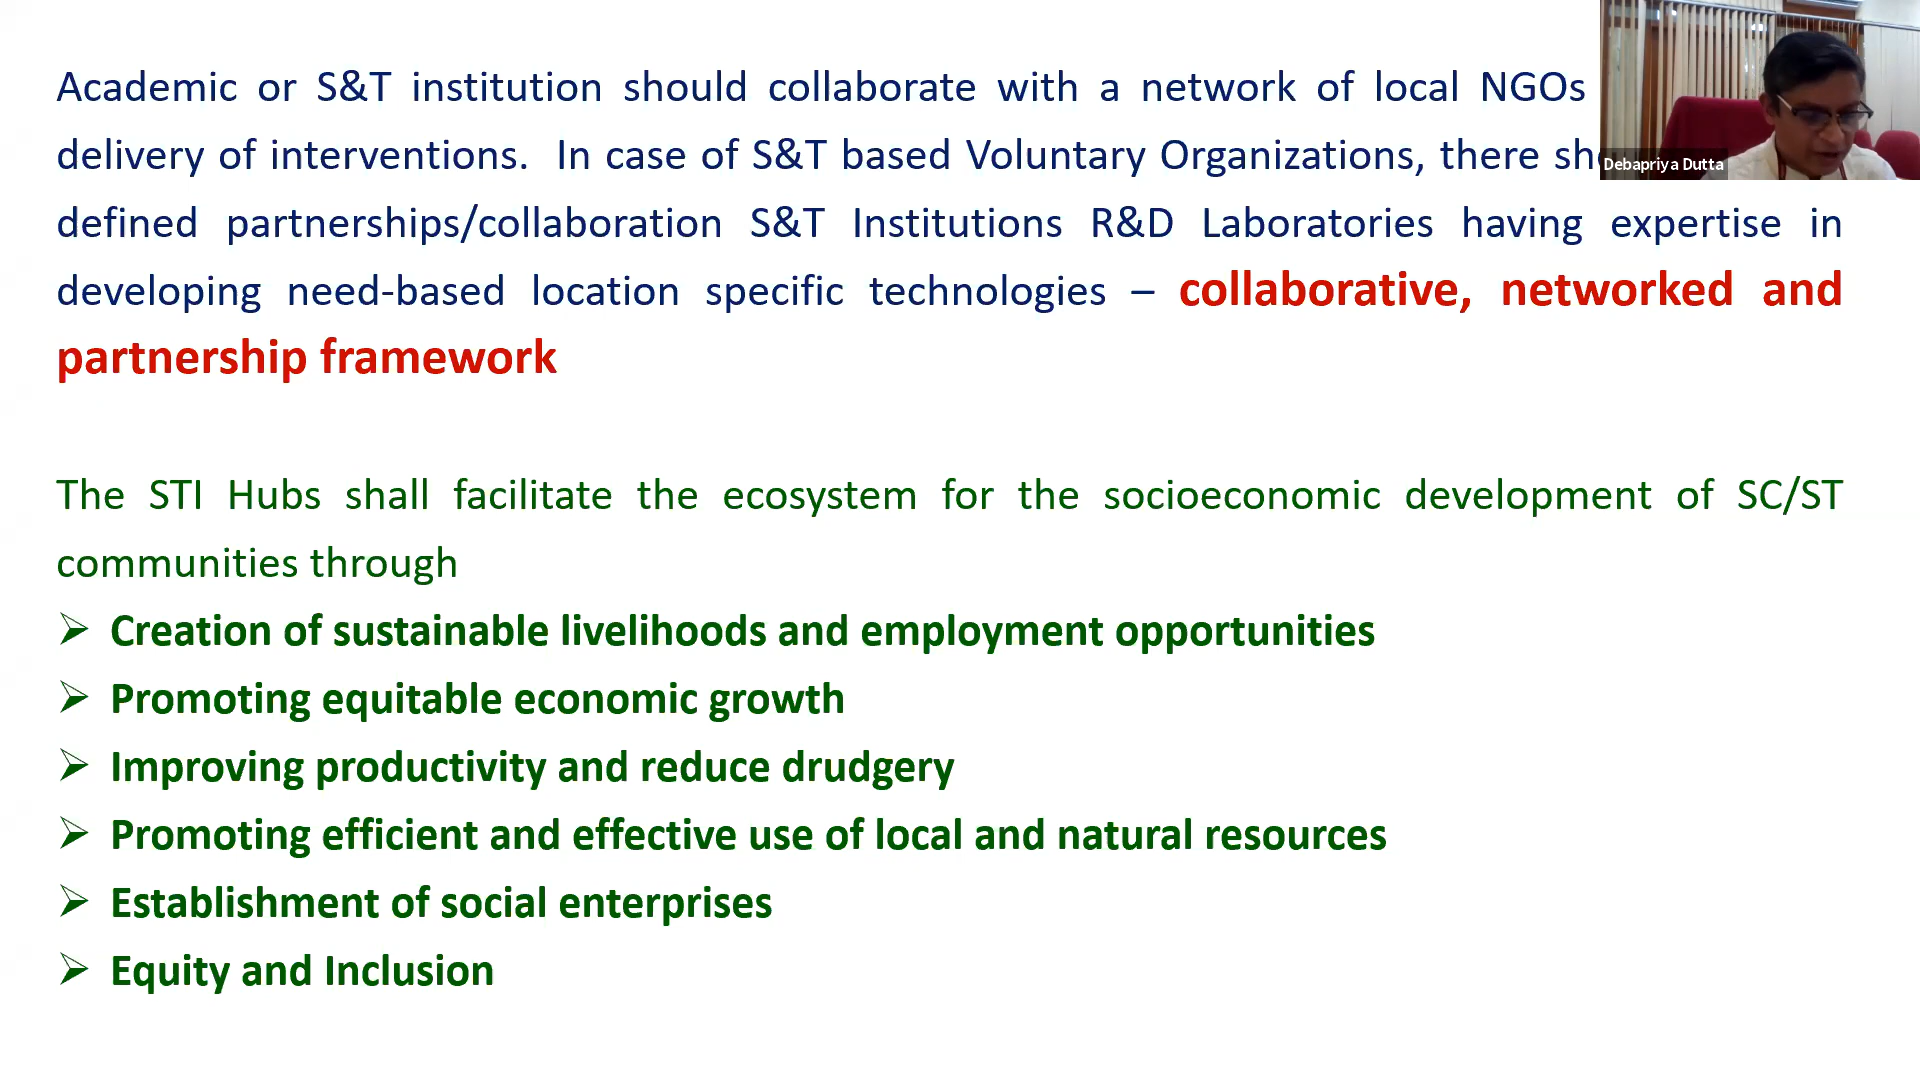 Academic or S&T institution should collaborate with a network of local NGOs
delivery of interventions. In case of S&T based Voluntary Organizations, there
defined partnerships/collaboration S&T Institutions R&D Laboratories having expertise in
developing need-based location specific technologies – collaborative, networked and
partnership framework
The STI Hubs shall facilitate the ecosystem for the socioeconomic development of SC/ST
communities through
➢ Creation of sustainable livelihoods and employment opportunities
➢ Promoting equitable economic growth
➢ Improving productivity and reduce drudgery
➢ Promoting efficient and effective use of local and natural resources
➢ Establishment of social enterprises
➢ Equity and Inclusion
Debapriya Dutta